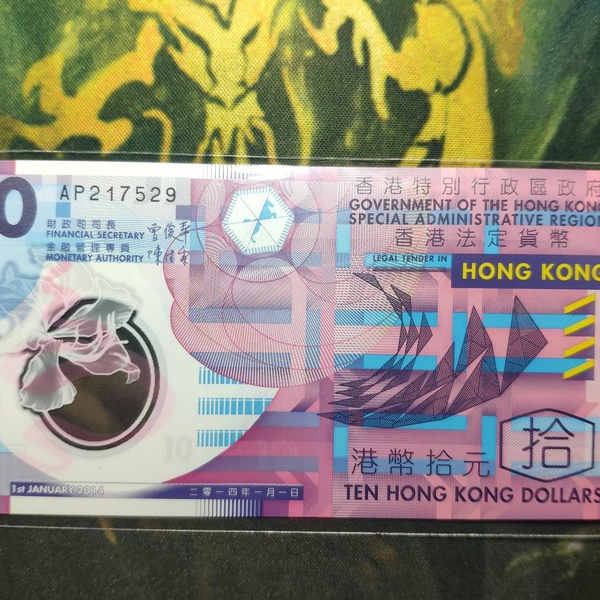 0
AP217529
財政司司長
FINANCIAL SECRETARY
金融管理專員
MONETARY AUTHORITY
香港特別行政區政府
GOVERNMENT OF THE HONG KONG
SPECIAL ADMINISTRATIVE REGION
香港法定貨幣
LEGAL TENDER IN
HONG KONG
10
港幣拾元
拾
TEN HONG KONG DOLLARS
1st JANUARY 2014
二零一四年一月一日